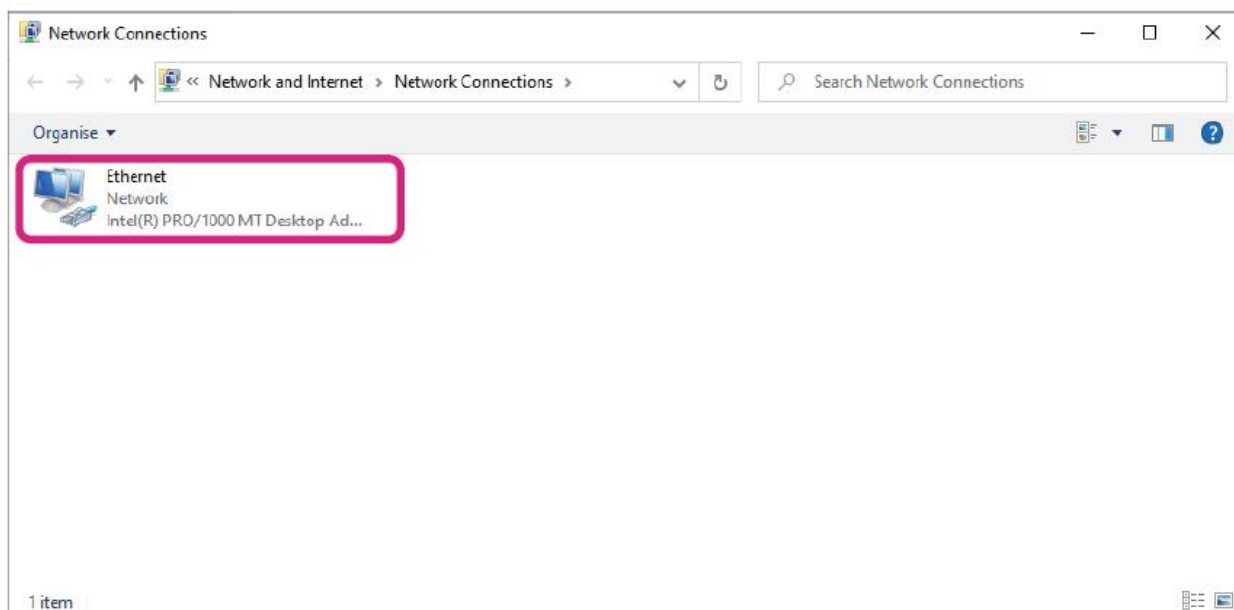 Network Connections
« Network and Internet > Network Connections >
Search Network Connections
Organise
Ethernet
Network
Intel(R) PRO/1000 MT Desktop Ad...
1 item